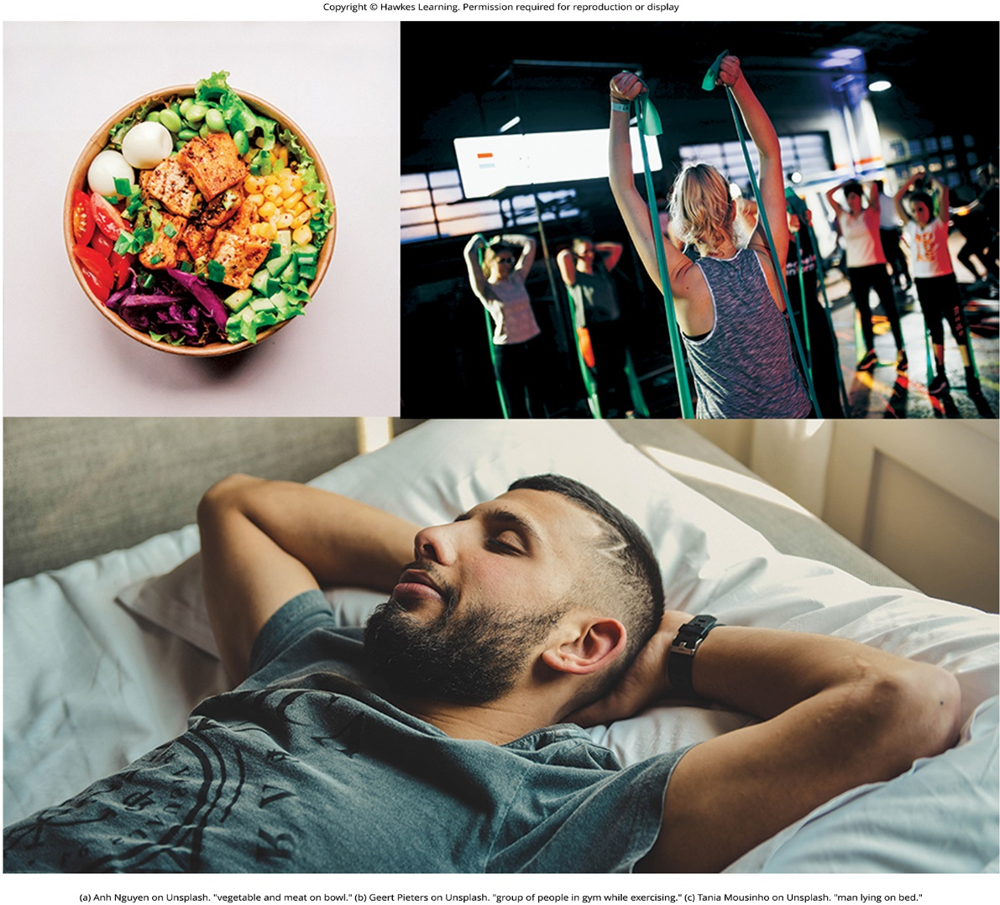 Copyright © Hawkes Learning. Permission required for reproduction or display
(a) Anh Nguyen on Unsplash. "vegetable and meat on bowl." (b) Geert Pieters on Unsplash. "group of people in gym while exercising." (c) Tania Mousinho on Unsplash. "man lying on bed."